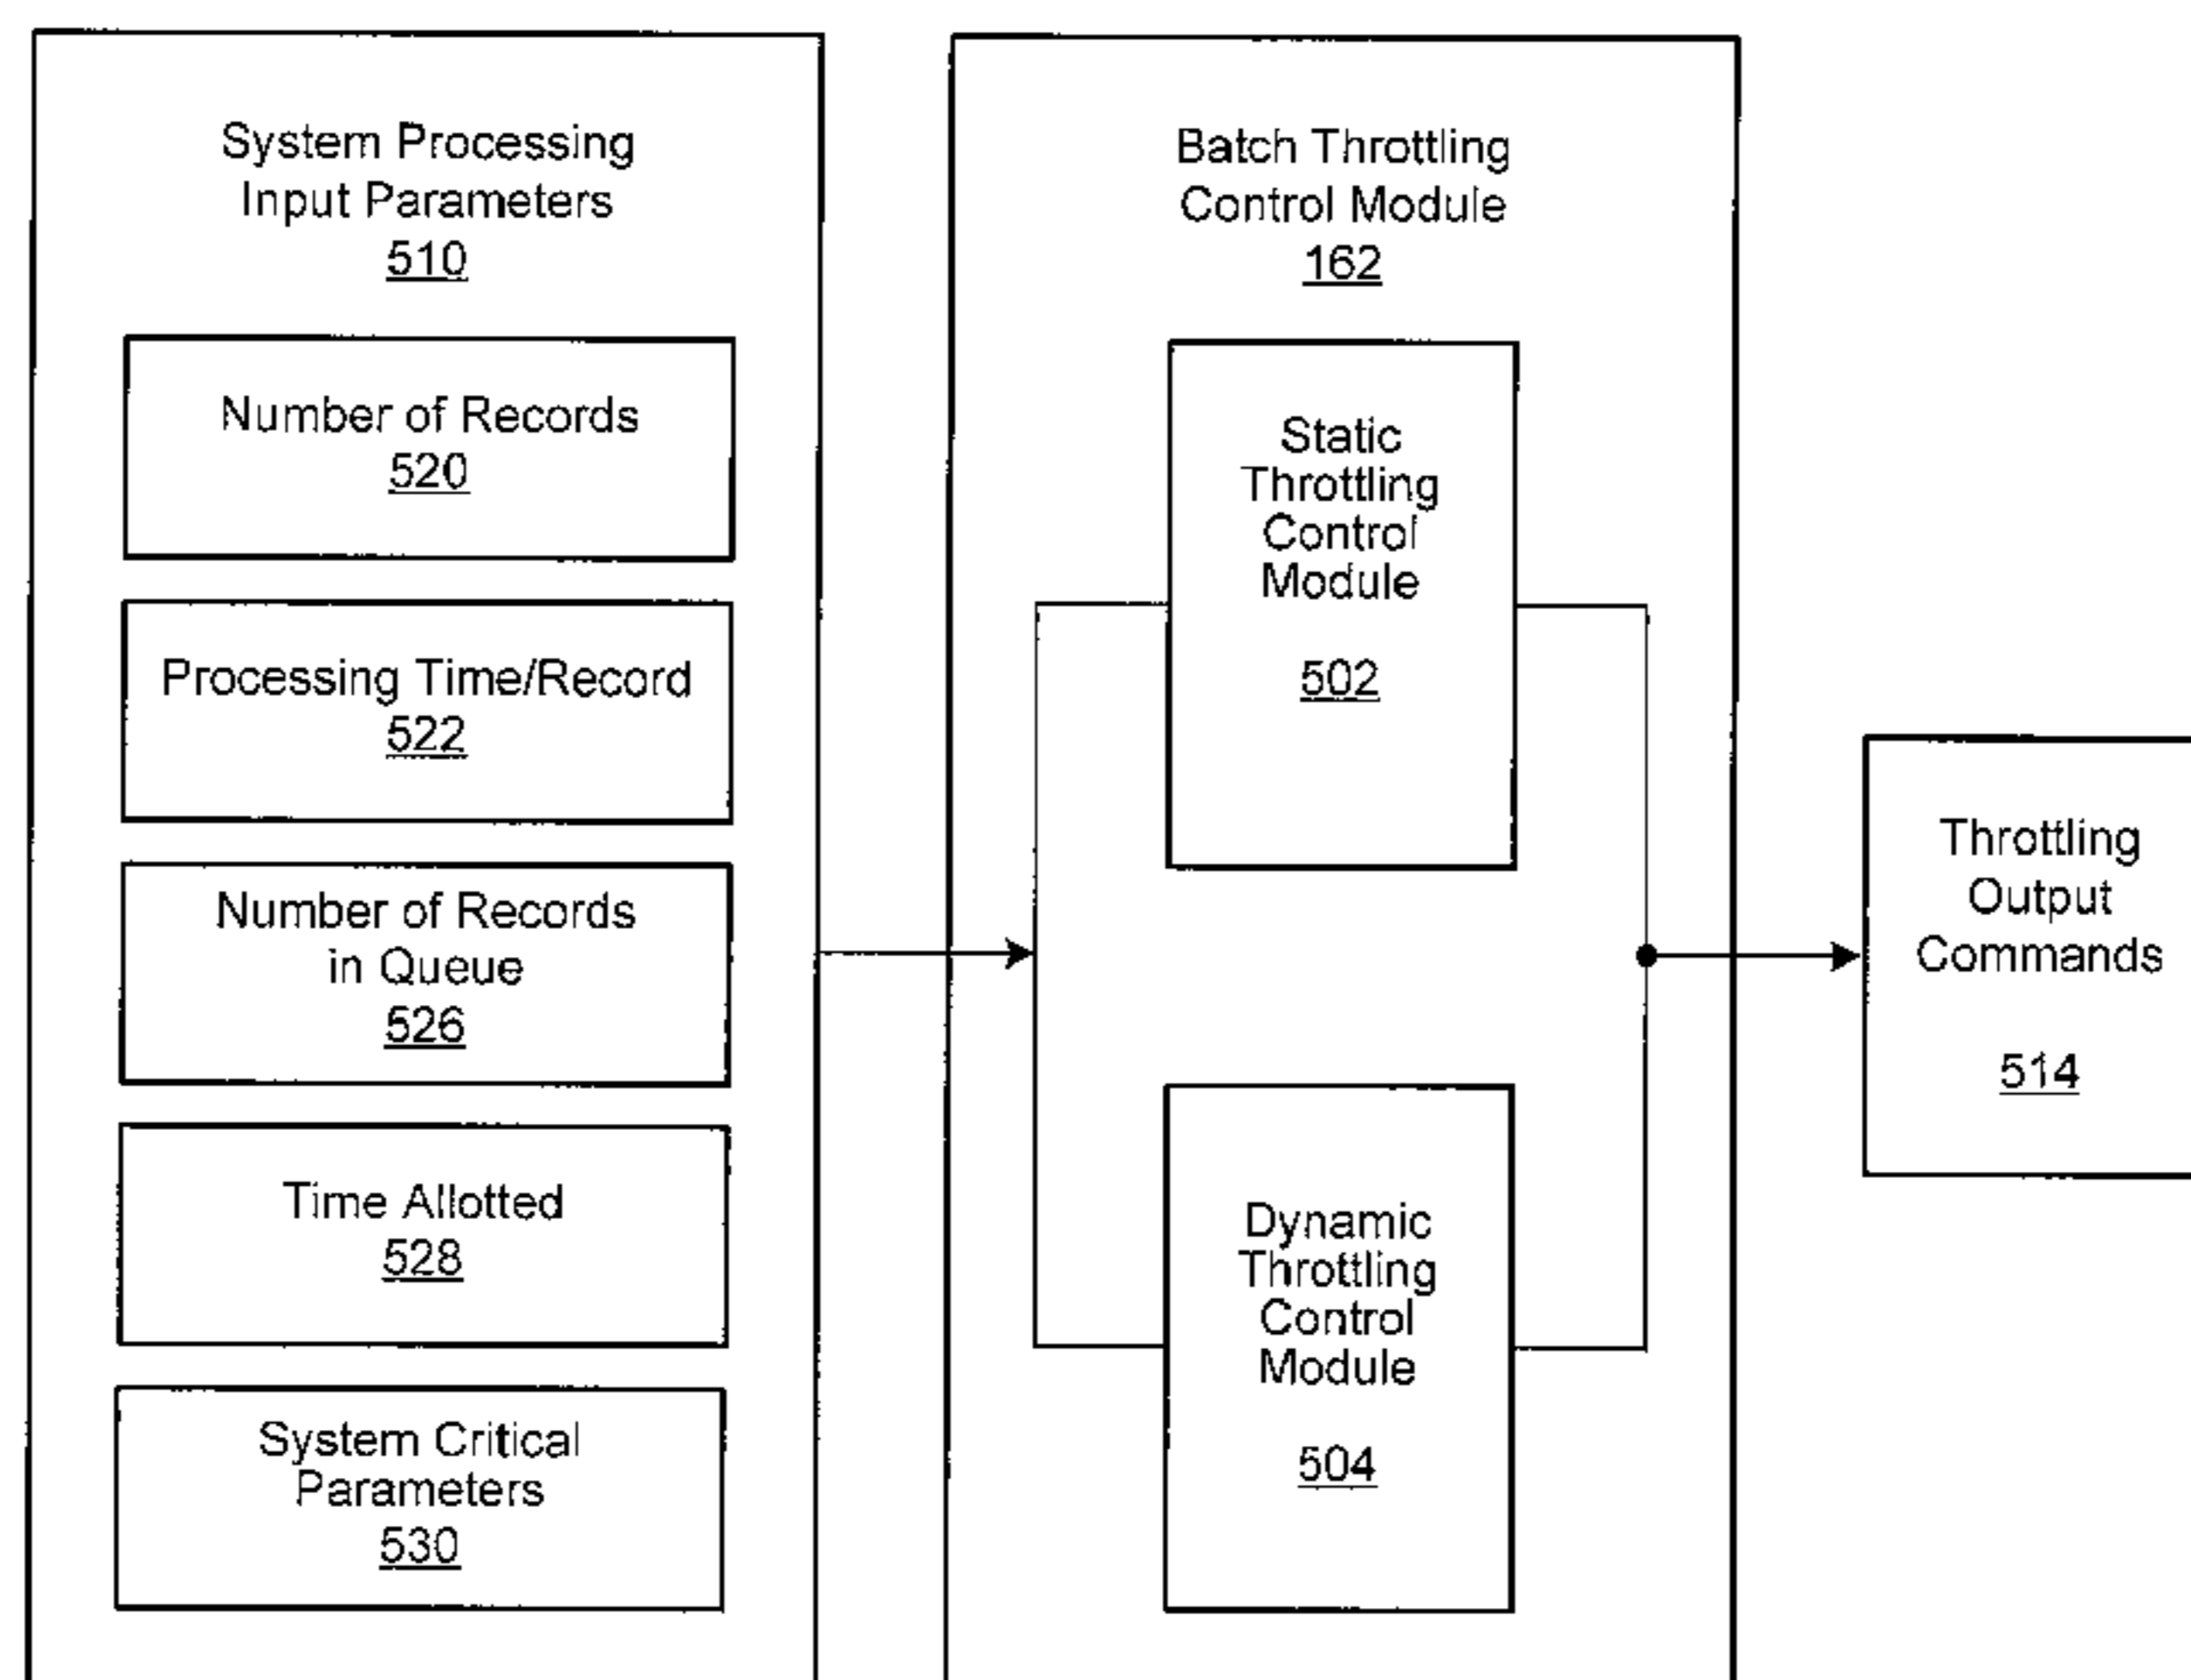 System Processing
Input Parameters
510
Number of Records
520
Processing Time/Record
522
Number of Records
in Queue
526
Time Allotted
528
System Critical
Parameters
530
Batch Throttling
Control Module
162
Static
Throttling
Control
Module
502
Dynamic
Throttling
Control
Module
504
Throttling
Output
Commands
514